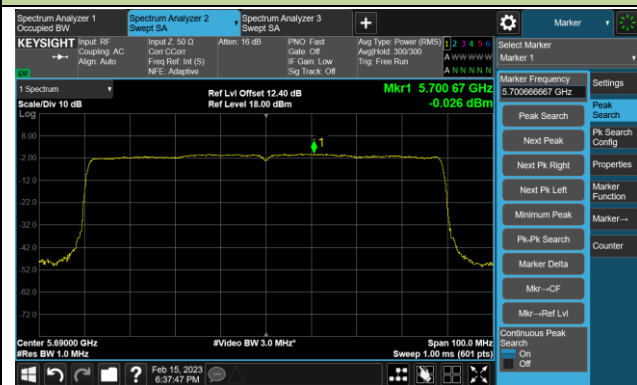 Spectrum Analyzer 1
Occupied BW
Spectrum Analyzer 2
Swept SA
Spectrum Analyzer 3
Swept SA
+
Marker
KEYSIGHT
Input: RF
Coupling: AC
Align: Auto
Input Z: 50 Ω
Corr CCorr
Freq Ref: Int (S)
NFE: Adaptive
Atten: 16 dB
PNO: Fast
Gate: Off
IF Gain: Low
Sig Track: Off
Avg Type: Power (RMS)
Avg|Hold: 300/300
Trig: Free Run
1 2 3 4 5 6
A W W W W W
A N N N N N
LXI
Select Marker
Marker 1
1 Spectrum
Scale/Div 10 dB
Ref Lvl Offset 12.40 dB
Ref Level 18.00 dBm
Mkr1 5.700 67 GHz
-0.026 dBm
Log
8.00
-2.00
-12.0
-22.0
-32.0
-42.0
-52.0
-62.0
-72.0
1
Center 5.69000 GHz
#Res BW 1.0 MHz
#Video BW 3.0 MHz*
Span 100.0 MHz
Sweep 1.00 ms (601 pts)
Marker Frequency
5.700666667 GHz
Peak Search
Next Peak
Next Pk Right
Next Pk Left
Minimum Peak
Pk-Pk Search
Marker Delta
Mkr→CF
Mkr→Ref Lvl
Continuous Peak
Search
On
Off
Settings
Peak
Search
Pk Search
Config
Properties
Marker
Function
Marker→
Counter
?
Feb 15, 2023
6:37:47 PM